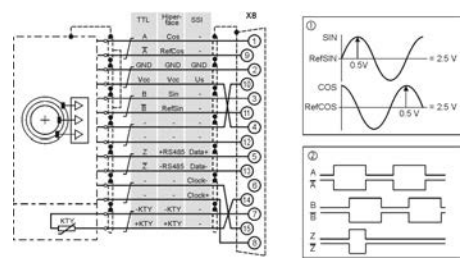 TTL Hiper-face SSI X8
A Cos - 1
A RefCos - 9
GND GND GND 2
Vcc Vcc Us 10
B Sin - 3
B RefSin - 11
- - - 4
- - - 12
Z +RS485 Data+ 5
Z -RS485 Data- 13
- - Clock- 6
- - Clock+ 14
-KTY -KTY - 7
+KTY +KTY - 15
8
KTY
①
SIN
RefSIN 0.5V = 2.5 V
COS
RefCOS 0.5 V = 2.5 V
②
A
A
B
B
Z
Z